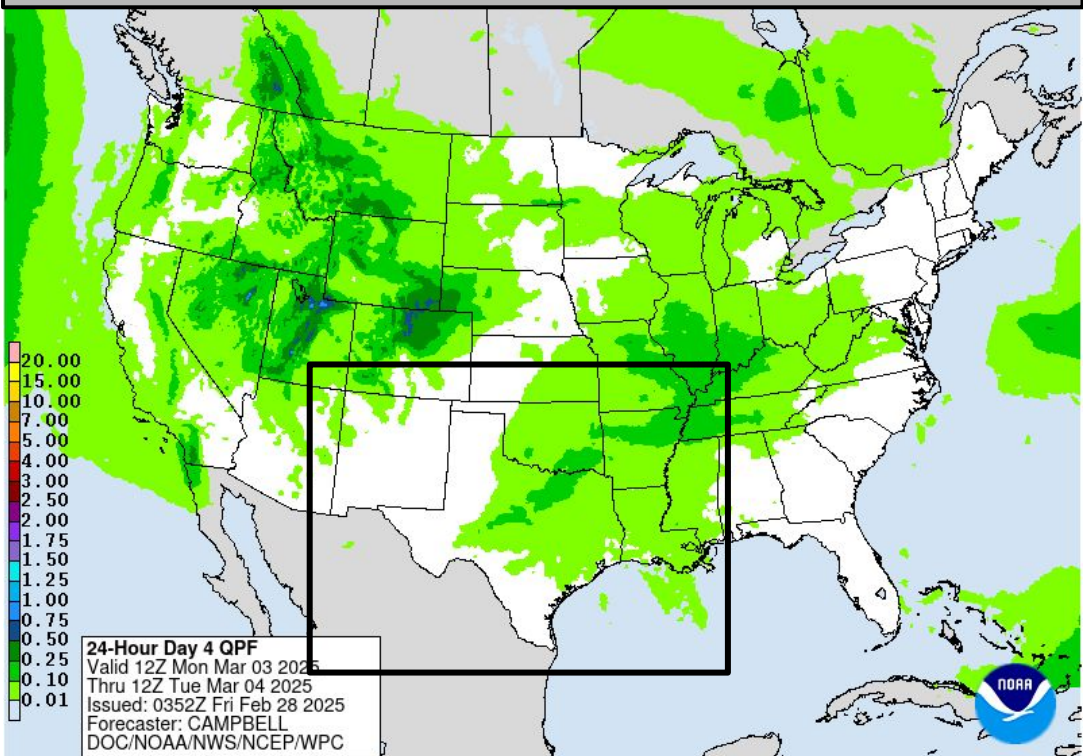 20.00
15.00
10.00
7.00
5.00
4.00
3.00
2.50
2.00
1.75
1.50
1.25
1.00
0.75
0.50
0.25
0.10
0.01
24-Hour Day 4 QPF
Valid 12Z Mon Mar 03 2025
Thru 12Z Tue Mar 04 2025
Issued: 0352Z Fri Feb 28 2025
Forecaster: CAMPBELL
DOC/NOAA/NWS/NCEP/WPC
NOAA